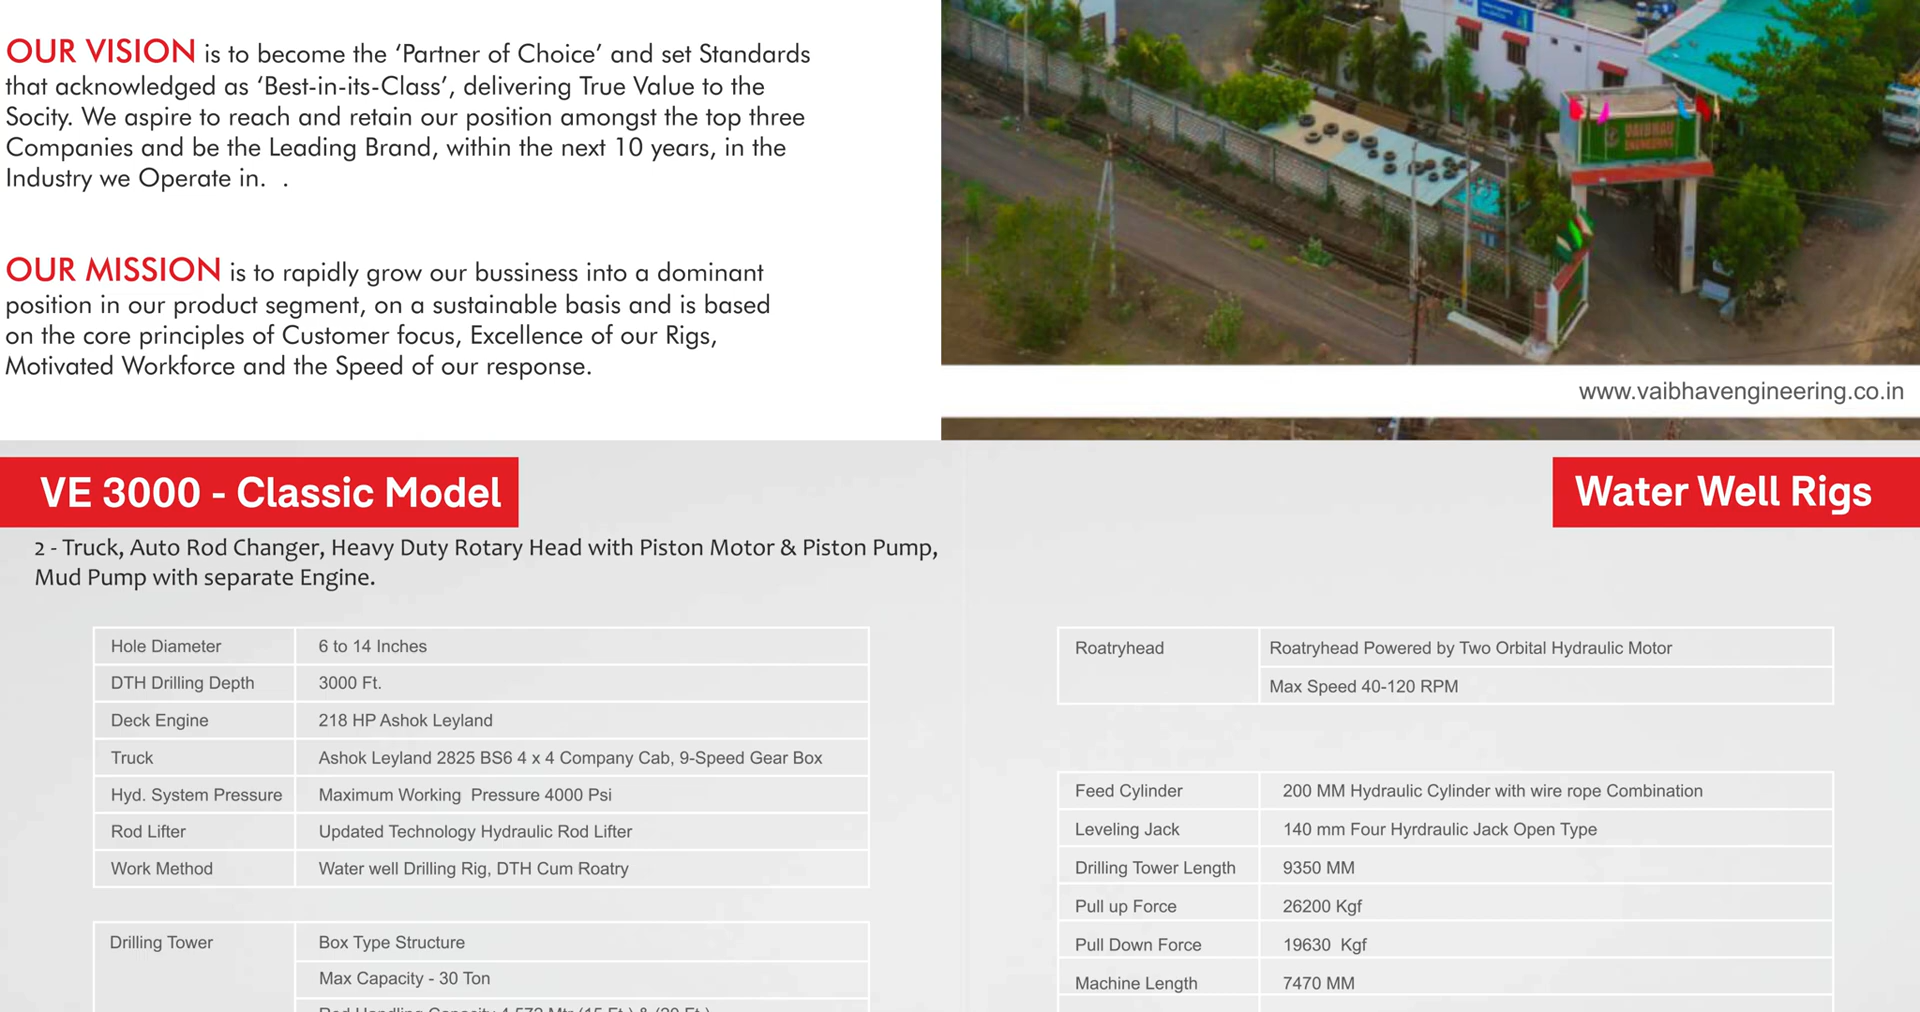 OUR VISION is to become the ‘Partner of Choice’ and set Standards
that acknowledged as ‘Best-in-its-Class’, delivering True Value to the
Socity. We aspire to reach and retain our position amongst the top three
Companies and be the Leading Brand, within the next 10 years, in the
Industry we Operate in. .
OUR MISSION is to rapidly grow our bussiness into a dominant
position in our product segment, on a sustainable basis and is based
on the core principles of Customer focus, Excellence of our Rigs,
Motivated Workforce and the Speed of our response.
VAIBHAV
ENGINEERING
www.vaibhavengineering.co.in
VE 3000 - Classic Model
Water Well Rigs
2 - Truck, Auto Rod Changer, Heavy Duty Rotary Head with Piston Motor & Piston Pump,
Mud Pump with separate Engine.
Hole Diameter 6 to 14 Inches
DTH Drilling Depth 3000 Ft.
Deck Engine 218 HP Ashok Leyland
Truck Ashok Leyland 2825 BS6 4 x 4 Company Cab, 9-Speed Gear Box
Hyd. System Pressure Maximum Working Pressure 4000 Psi
Rod Lifter Updated Technology Hydraulic Rod Lifter
Work Method Water well Drilling Rig, DTH Cum Roatry
Drilling Tower Box Type Structure
Max Capacity - 30 Ton
Rod Handling Capacity 4.572 Mtr.(15 Ft.) & (20 Ft.)
Roatryhead Roatryhead Powered by Two Orbital Hydraulic Motor
Max Speed 40-120 RPM
Feed Cylinder 200 MM Hydraulic Cylinder with wire rope Combination
Leveling Jack 140 mm Four Hyrdraulic Jack Open Type
Drilling Tower Length 9350 MM
Pull up Force 26200 Kgf
Pull Down Force 19630 Kgf
Machine Length 7470 MM